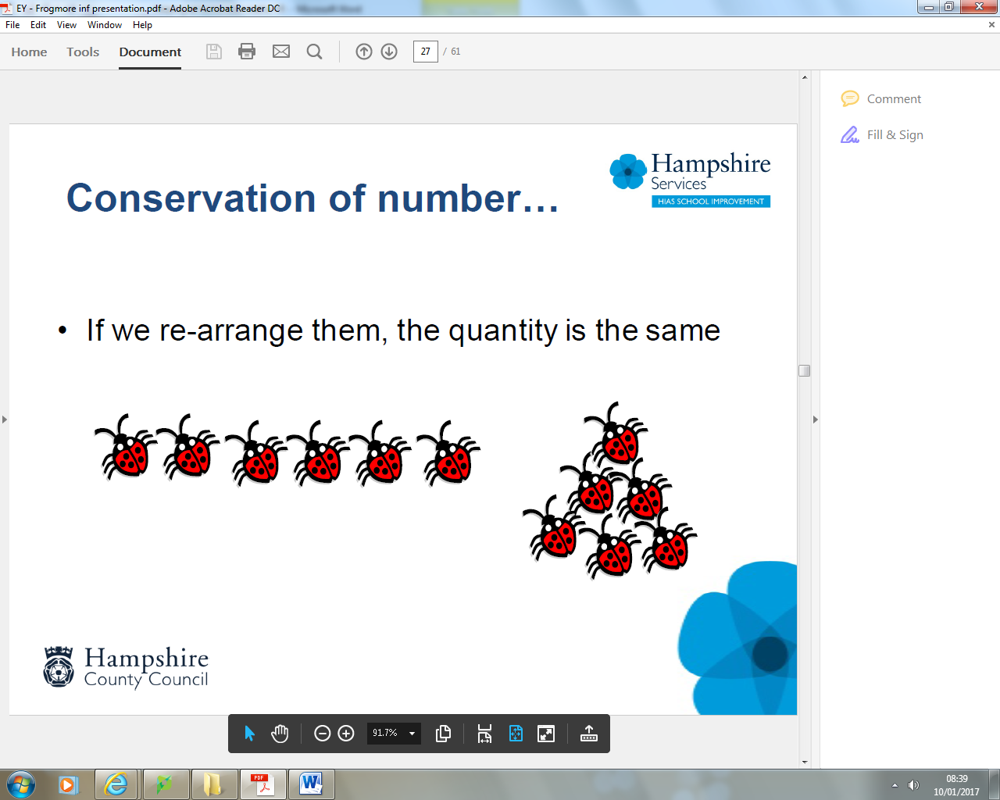 EY - Frogmore inf presentation.pdf - Adobe Acrobat Reader DC
File Edit View Window Help
Home Tools Document 27 / 61
Comment
Fill & Sign
Hampshire
Services
HIAS SCHOOL IMPROVEMENT
Conservation of number…
• If we re-arrange them, the quantity is the same
Hampshire
County Council
91.7%
PDF
W
08:39
10/01/2017